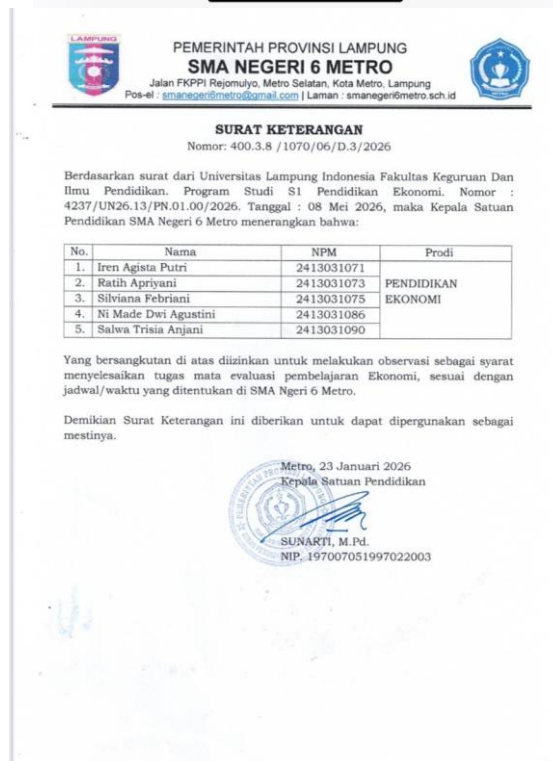 LAMPUNG
PEMERINTAH PROVINSI LAMPUNG
SMA NEGERI 6 METRO
Jalan FKPPI Rejomulyo, Metro Selatan, Kota Metro, Lampung
Pos-el : smanegeri6metro@gmail.com | Laman : smanegeri6metro.sch.id
SURAT KETERANGAN
Nomor: 400.3.8 /1070/06/D.3/2026
Berdasarkan surat dari Universitas Lampung Indonesia Fakultas Keguruan Dan
Ilmu Pendidikan. Program Studi S1 Pendidikan Ekonomi. Nomor :
4237/UN26.13/PN.01.00/2026. Tanggal : 08 Mei 2026, maka Kepala Satuan
Pendidikan SMA Negeri 6 Metro menerangkan bahwa:
No. Nama NPM Prodi
1. Iren Agista Putri 2413031071
2. Ratih Apriyani 2413031073 PENDIDIKAN
3. Silviana Febriani 2413031075 EKONOMI
4. Ni Made Dwi Agustini 2413031086
5. Salwa Trisia Anjani 2413031090
Yang bersangkutan di atas diizinkan untuk melakukan observasi sebagai syarat
menyelesaikan tugas mata evaluasi pembelajaran Ekonomi, sesuai dengan
jadwal/waktu yang ditentukan di SMA Ngeri 6 Metro.
Demikian Surat Keterangan ini diberikan untuk dapat dipergunakan sebagai
mestinya.
Metro, 23 Januari 2026
Kepala Satuan Pendidikan
SUNARTI, M.Pd.
NIP. 197007051997022003